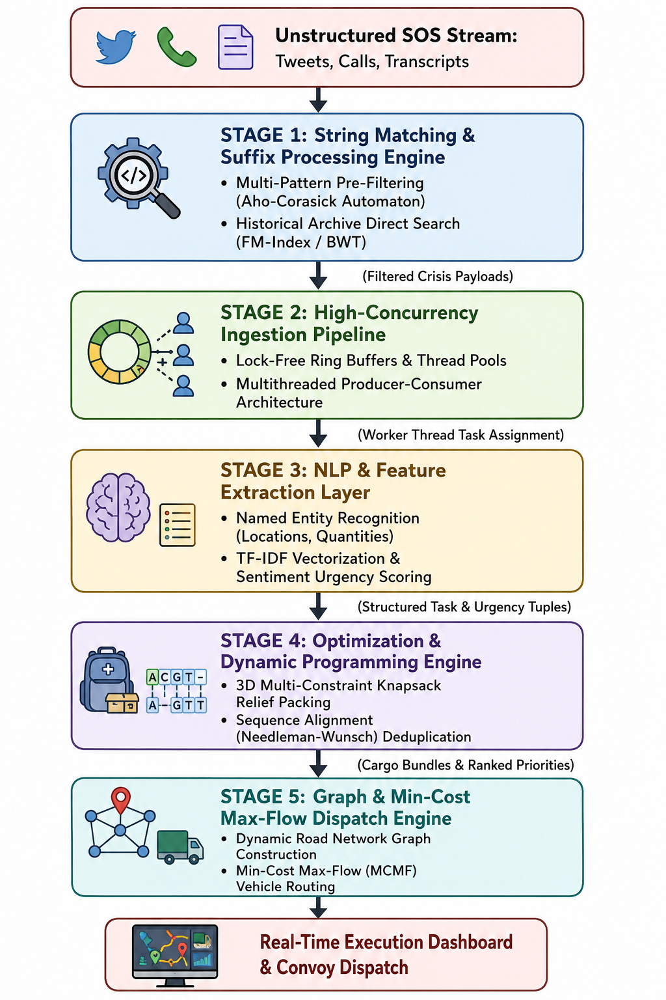 Unstructured SOS Stream:
Tweets, Calls, Transcripts
</>
STAGE 1: String Matching &
Suffix Processing Engine
• Multi-Pattern Pre-Filtering
(Aho-Corasick Automaton)
• Historical Archive Direct Search
(FM-Index / BWT)
(Filtered Crisis Payloads)
STAGE 2: High-Concurrency
Ingestion Pipeline
• Lock-Free Ring Buffers & Thread Pools
• Multithreaded Producer-Consumer
Architecture
(Worker Thread Task Assignment)
STAGE 3: NLP & Feature
Extraction Layer
• Named Entity Recognition
(Locations, Quantities)
• TF-IDF Vectorization &
Sentiment Urgency Scoring
(Structured Task & Urgency Tuples)
STAGE 4: Optimization &
Dynamic Programming Engine
A C G T -
A - G T T
• 3D Multi-Constraint Knapsack
Relief Packing
• Sequence Alignment
(Needleman-Wunsch) Deduplication
(Cargo Bundles & Ranked Priorities)
STAGE 5: Graph & Min-Cost
Max-Flow Dispatch Engine
• Dynamic Road Network Graph
Construction
• Min-Cost Max-Flow (MCMF)
Vehicle Routing
Real-Time Execution Dashboard
& Convoy Dispatch